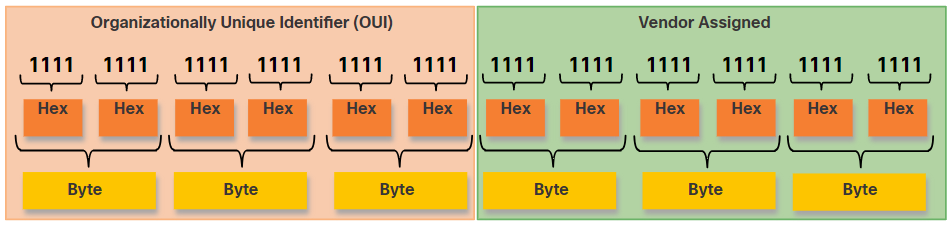 Organizationally Unique Identifier (OUI) Vendor Assigned
1111 1111 1111 1111 1111 1111 1111 1111 1111 1111 1111 1111
Hex Hex Hex Hex Hex Hex Hex Hex Hex Hex Hex Hex
Byte Byte Byte Byte Byte Byte